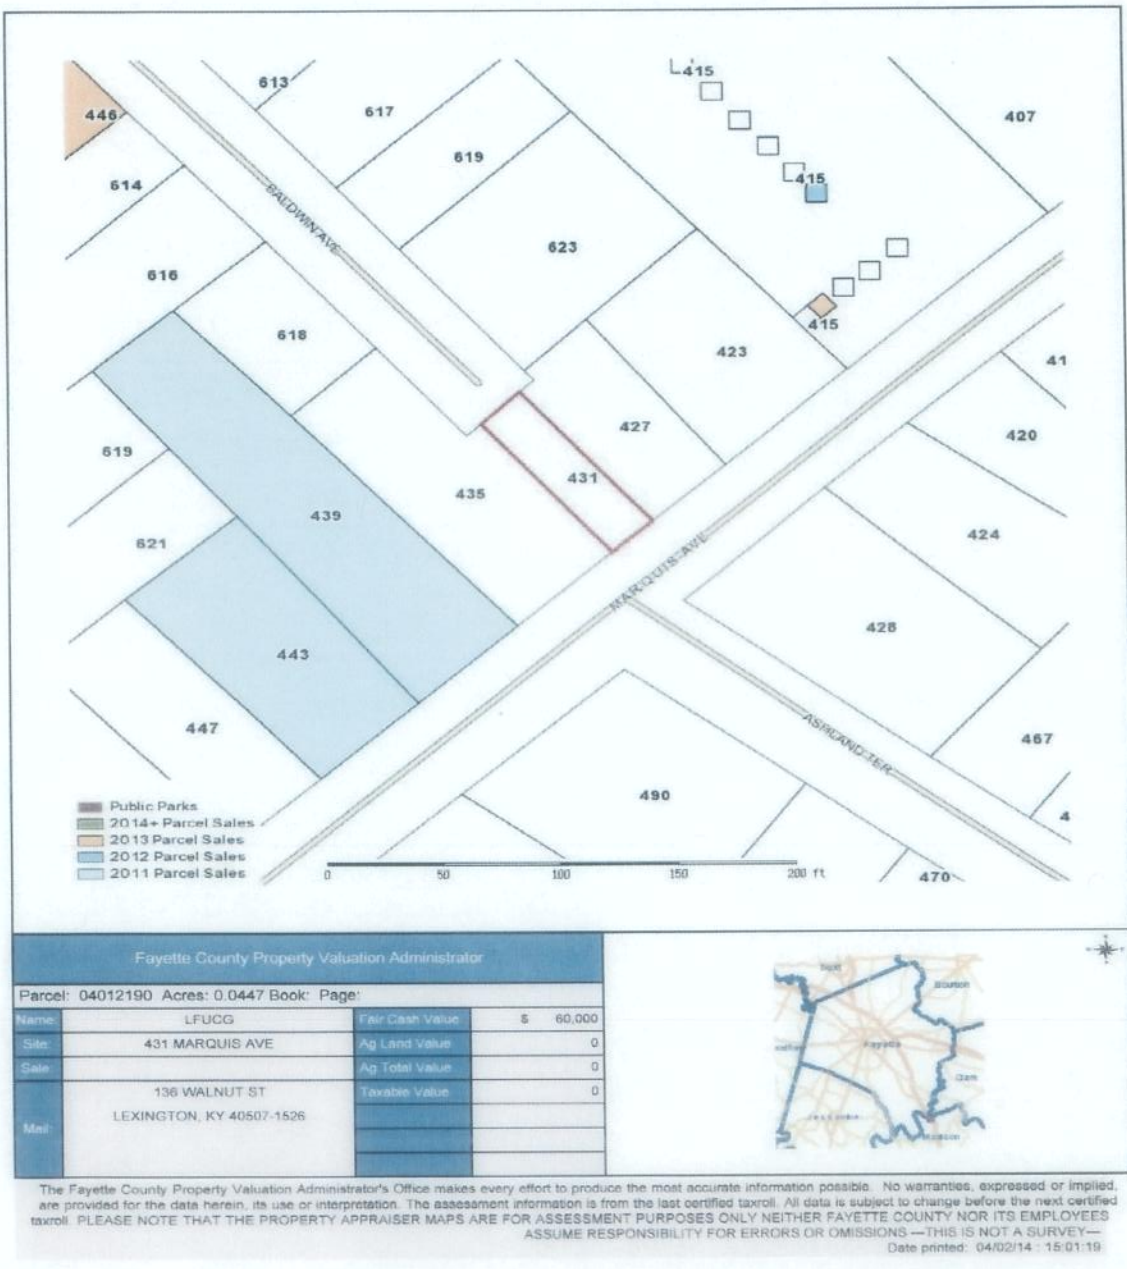 415
613
446
617
407
619
614
415
BALDWIN AVE
623
616
415
618
423
41
427
420
619
431
435
439
424
621
MARQUIS AVE
428
443
447
ASHLAND TER
467
490
4
470
Public Parks
2014+ Parcel Sales
2013 Parcel Sales
2012 Parcel Sales
2011 Parcel Sales
0 50 100 150 200 ft
Fayette County Property Valuation Administrator
Parcel: 04012190 Acres: 0.0447 Book: Page:
Name: LFUCG Fair Cash Value $ 60,000
Site: 431 MARQUIS AVE Ag Land Value 0
Sale: Ag Total Value 0
Mail: 136 WALNUT ST Taxable Value 0
LEXINGTON, KY 40507-1526
Scott
Bourbon
Fayette
Clark
Madison
The Fayette County Property Valuation Administrator's Office makes every effort to produce the most accurate information possible. No warranties, expressed or implied,
are provided for the data herein, its use or interpretation. The assessment information is from the last certified taxroll. All data is subject to change before the next certified
taxroll. PLEASE NOTE THAT THE PROPERTY APPRAISER MAPS ARE FOR ASSESSMENT PURPOSES ONLY NEITHER FAYETTE COUNTY NOR ITS EMPLOYEES
ASSUME RESPONSIBILITY FOR ERRORS OR OMISSIONS ---THIS IS NOT A SURVEY---
Date printed: 04/02/14 : 15:01:19